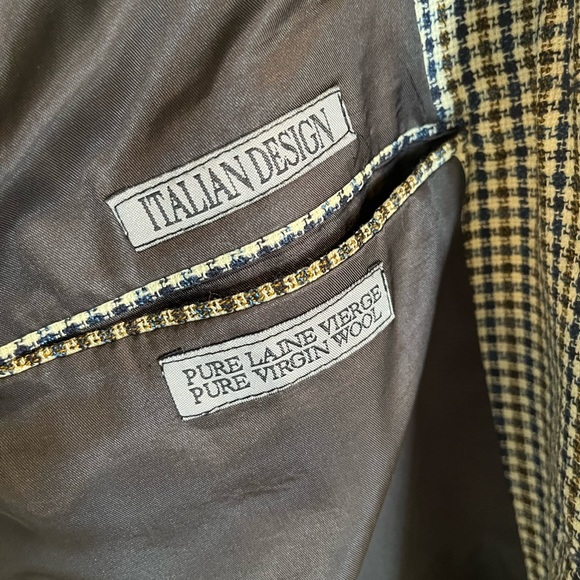 ITALIAN DESIGN
PURE LAINE VIERGE
PURE VIRGIN WOOL